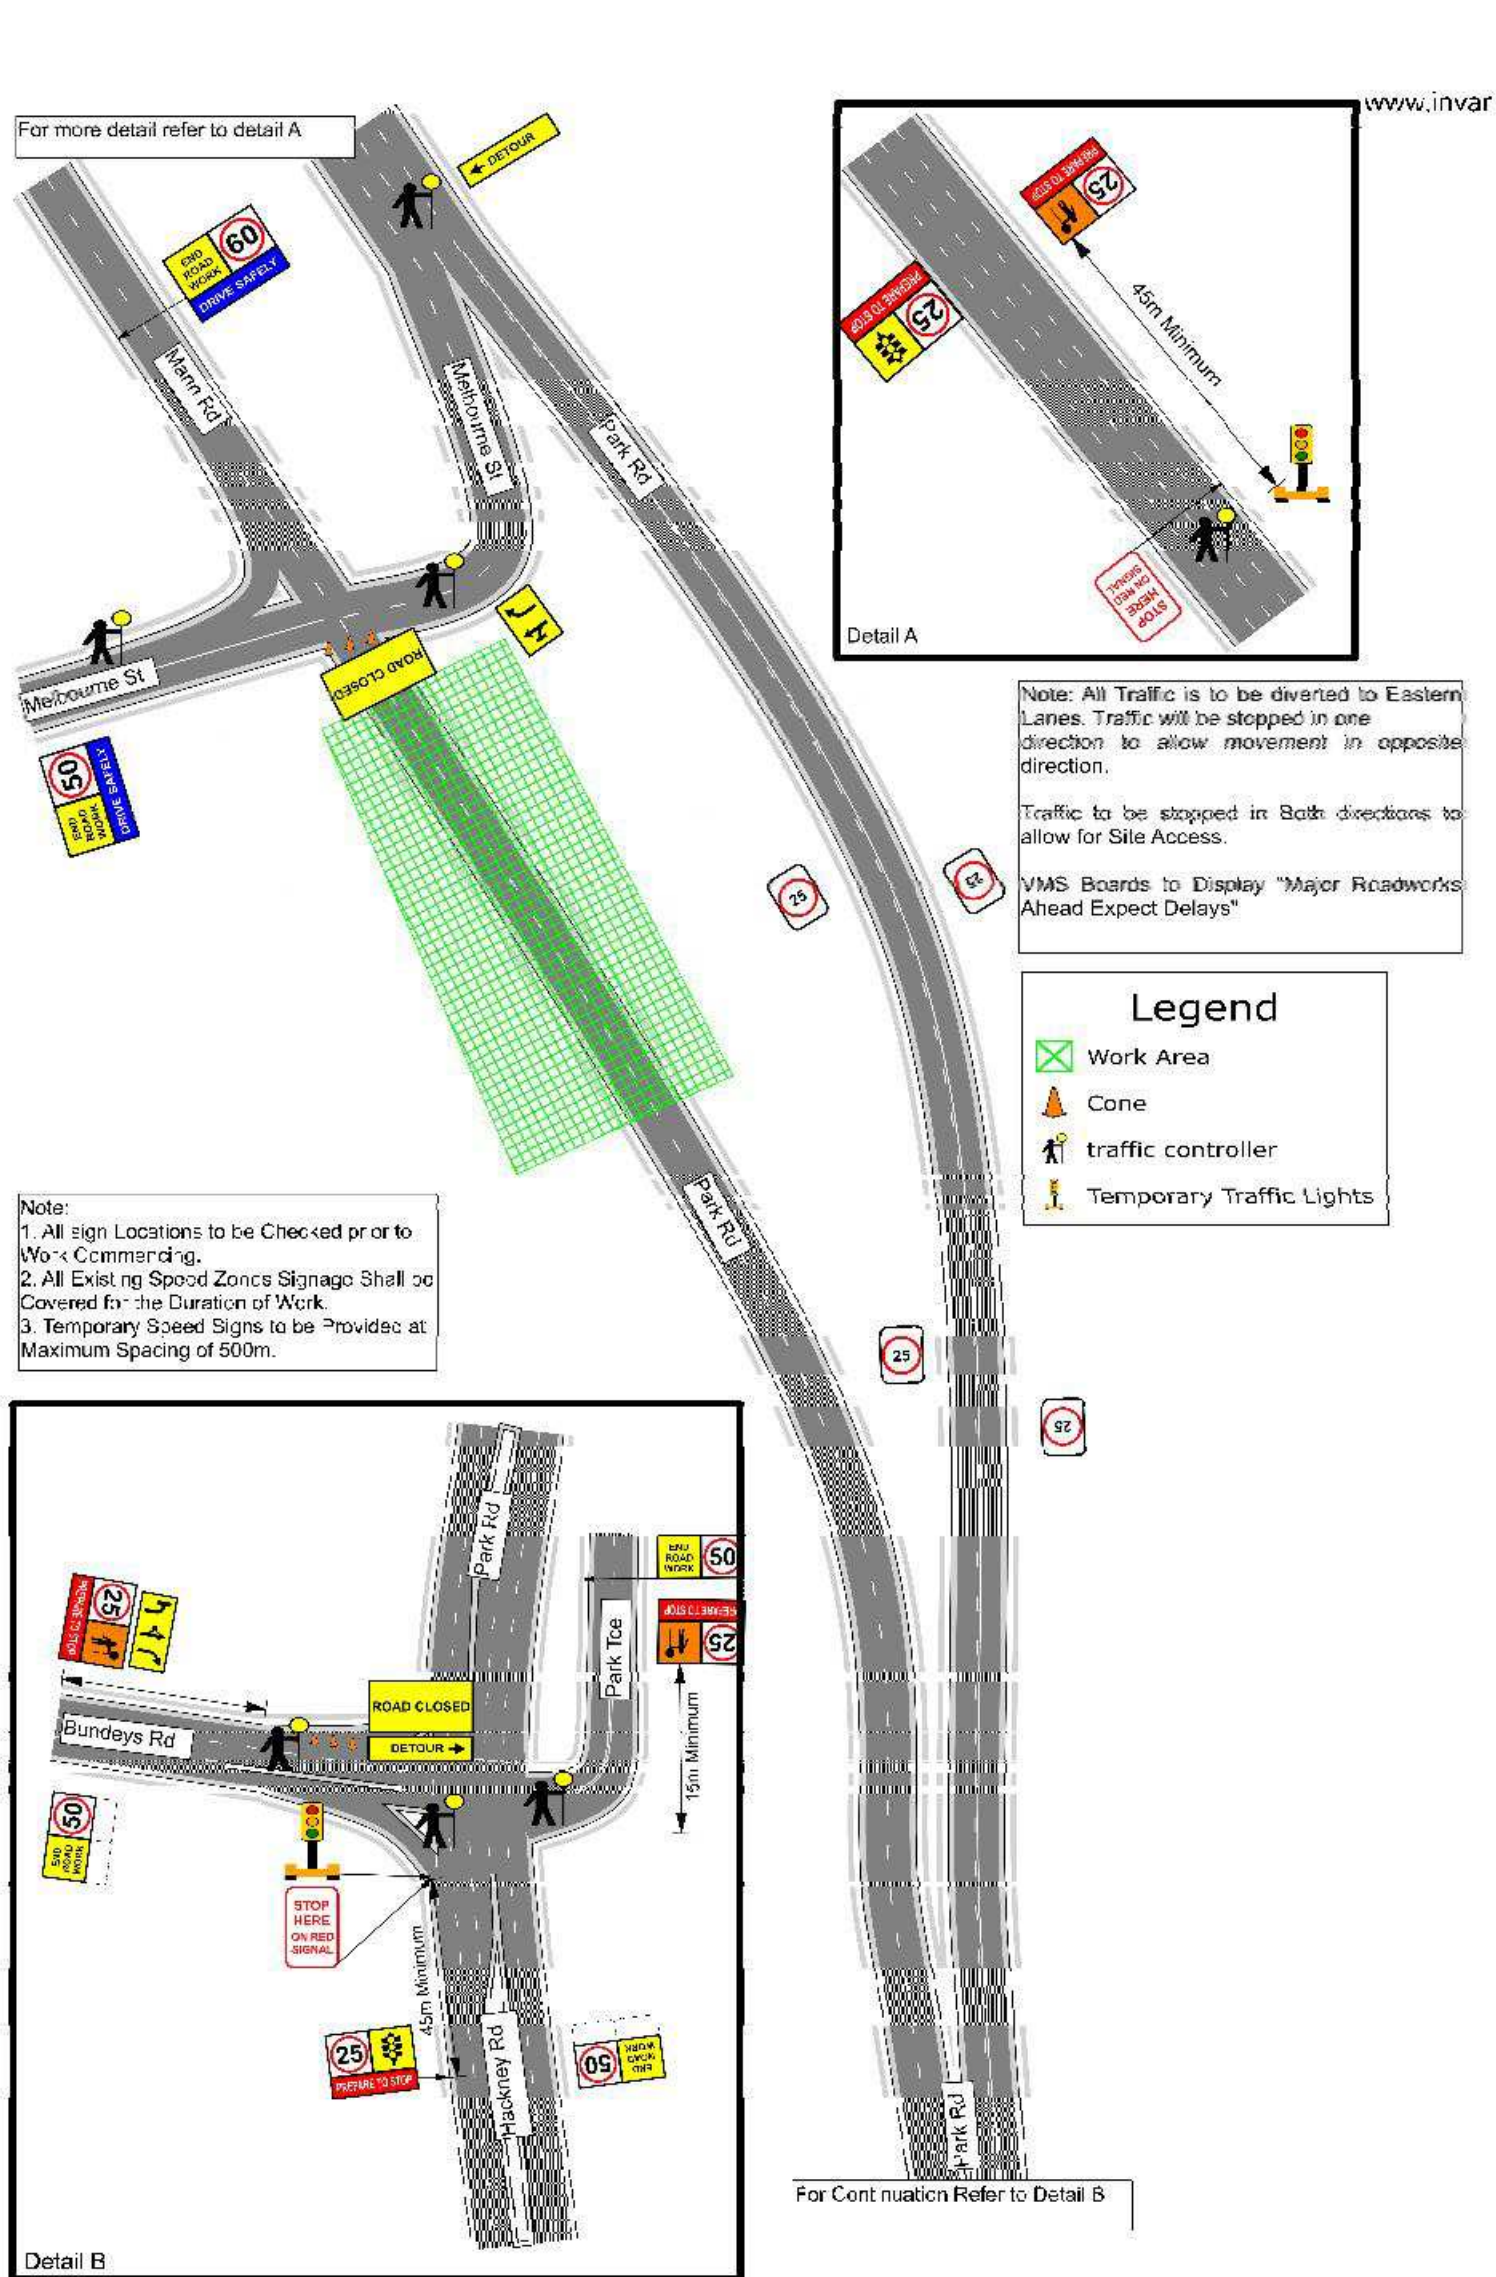 www.invar
For more detail refer to detail A
← DETOUR
END
ROAD
WORK
60
DRIVE SAFELY
Mann Rd
Melbourne St
Park Rd
Melbourne St
ROAD CLOSED
50
END
ROAD
WORK
DRIVE SAFELY
PREPARE TO STOP
25
PREPARE TO STOP
25
45m Minimum
STOP
HERE
ON RED
SIGNAL
Detail A
Note: All Traffic is to be diverted to Eastern
Lanes. Traffic will be stopped in one
direction to allow movement in opposite
direction.
Traffic to be stopped in Both directions to
allow for Site Access.
VMS Boards to Display "Major Roadworks
Ahead Expect Delays"
25
25
Legend
Work Area
Cone
traffic controller
Temporary Traffic Lights
Park Rd
Note:
1. All sign Locations to be Checked prior to
Work Commencing.
2. All Existing Speed Zones Signage Shall be
Covered for the Duration of Work.
3. Temporary Speed Signs to be Provided at
Maximum Spacing of 500m.
25
25
Park Rd
END
ROAD
WORK
50
PREPARE TO STOP
25
PREPARE TO STOP
25
Park Tce
15m Minimum
ROAD CLOSED
DETOUR →
Bundeys Rd
50
END
ROAD
WORK
STOP
HERE
ON RED
SIGNAL
45m Minimum
25
PREPARE TO STOP
Hackney Rd
50
END
ROAD
WORK
Detail B
Park Rd
For Continuation Refer to Detail B